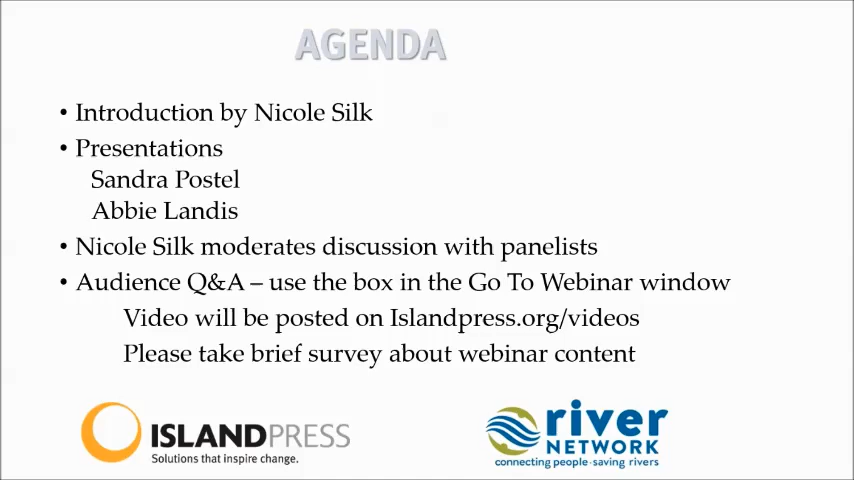 AGENDA
• Introduction by Nicole Silk
• Presentations
Sandra Postel
Abbie Landis
• Nicole Silk moderates discussion with panelists
• Audience Q&A – use the box in the Go To Webinar window
Video will be posted on Islandpress.org/videos
Please take brief survey about webinar content
ISLANDPRESS
Solutions that inspire change.
river
NETWORK
connecting people·saving rivers